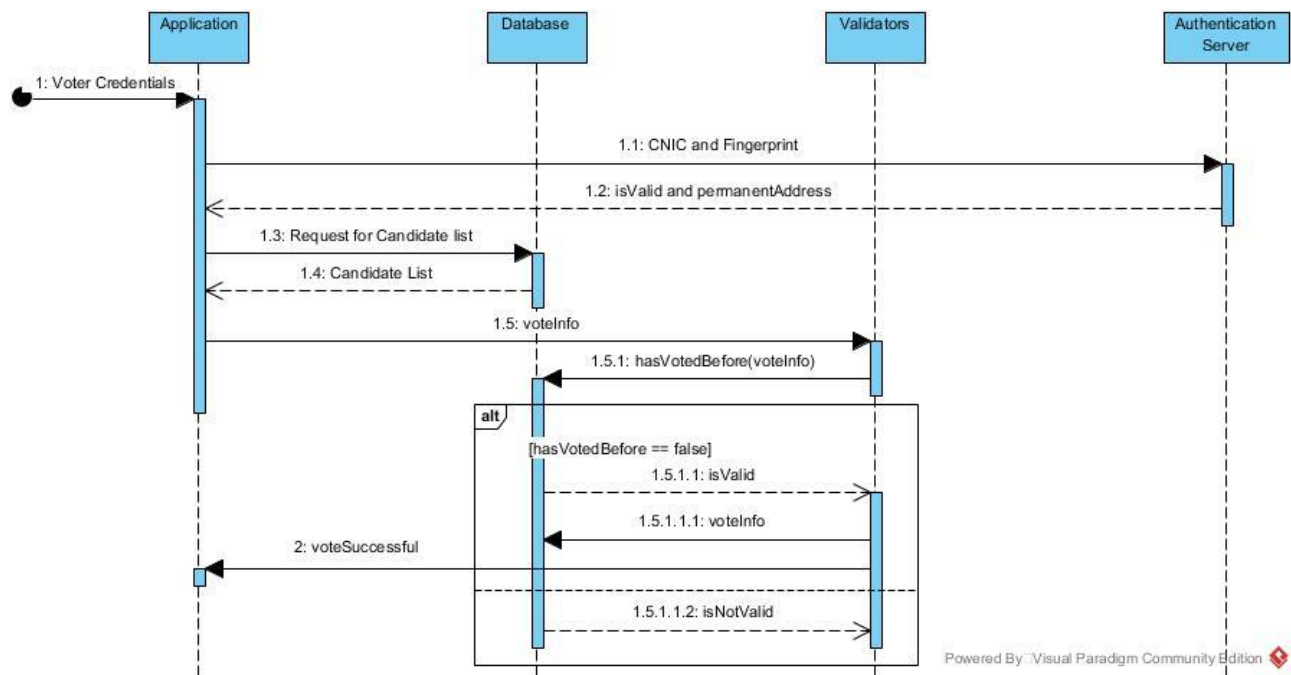 Application
Database
Validators
Authentication
Server
1: Voter Credentials
1.1: CNIC and Fingerprint
1.2: isValid and permanentAddress
1.3: Request for Candidate list
1.4: Candidate List
1.5: voteInfo
1.5.1: hasVotedBefore(voteInfo)
alt
[hasVotedBefore == false]
1.5.1.1: isValid
1.5.1.1.1: voteInfo
2: voteSuccessful
1.5.1.1.2: isNotValid
Powered By Visual Paradigm Community Edition